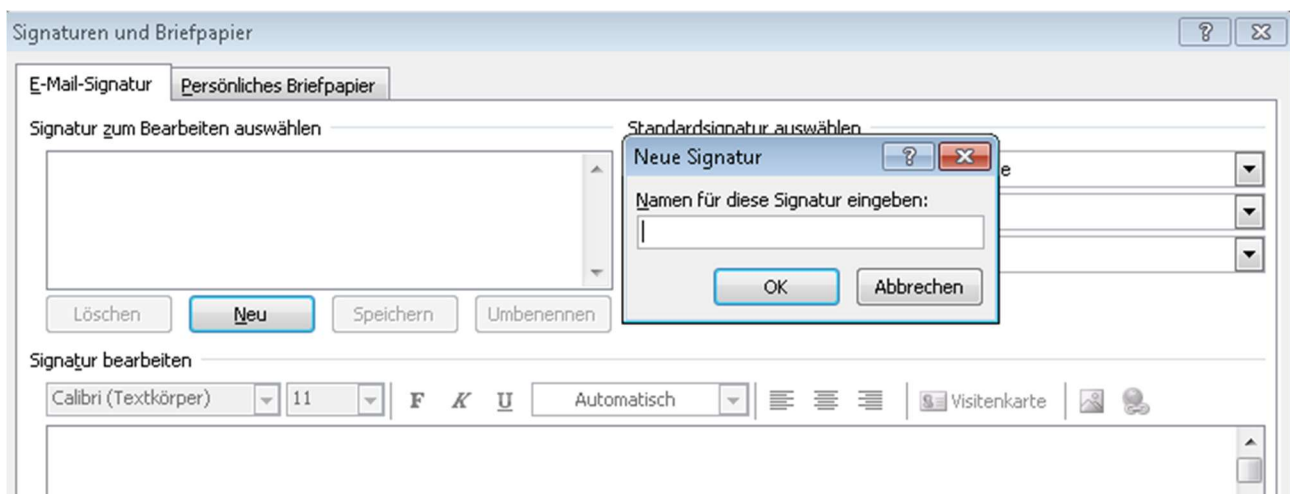 Signaturen und Briefpapier
E-Mail-Signatur
Persönliches Briefpapier
Signatur zum Bearbeiten auswählen
Standardsignatur auswählen
Neue Signatur
Namen für diese Signatur eingeben:
OK
Abbrechen
Löschen
Neu
Speichern
Umbenennen
Signatur bearbeiten
Calibri (Textkörper)
11
F K U
Automatisch
Visitenkarte